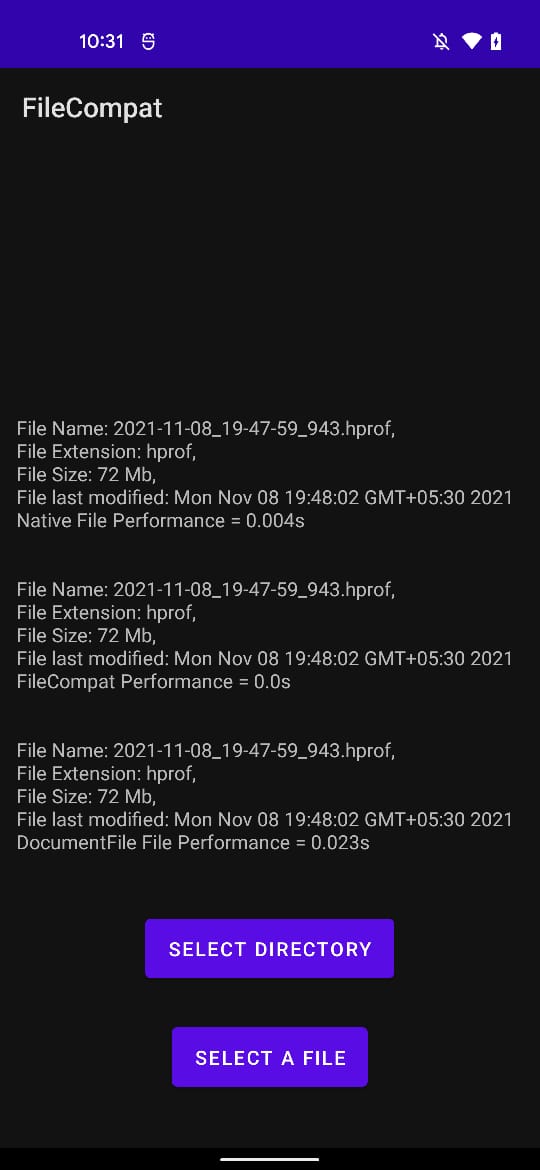 10:31
FileCompat
File Name: 2021-11-08_19-47-59_943.hprof,
File Extension: hprof,
File Size: 72 Mb,
File last modified: Mon Nov 08 19:48:02 GMT+05:30 2021
Native File Performance = 0.004s
File Name: 2021-11-08_19-47-59_943.hprof,
File Extension: hprof,
File Size: 72 Mb,
File last modified: Mon Nov 08 19:48:02 GMT+05:30 2021
FileCompat Performance = 0.0s
File Name: 2021-11-08_19-47-59_943.hprof,
File Extension: hprof,
File Size: 72 Mb,
File last modified: Mon Nov 08 19:48:02 GMT+05:30 2021
DocumentFile File Performance = 0.023s
SELECT DIRECTORY
SELECT A FILE